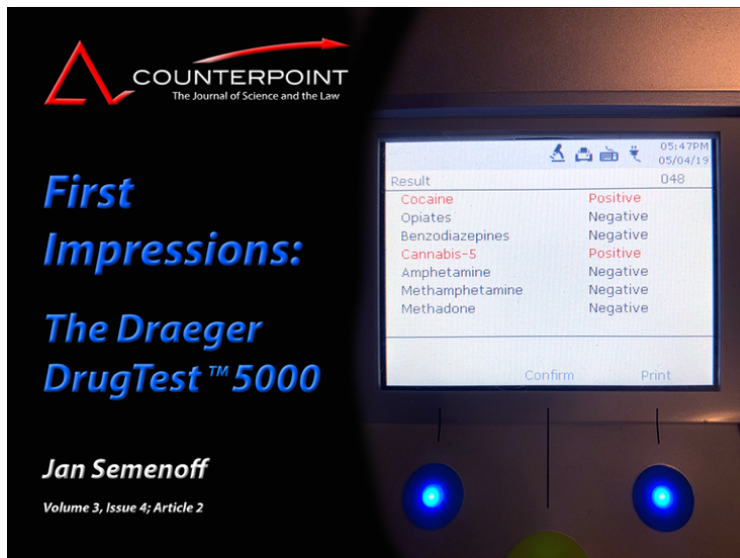 COUNTERPOINT
The Journal of Science and the Law
First
Impressions:
The Draeger
DrugTest™ 5000
Jan Semenoff
Volume 3, Issue 4; Article 2
05:47PM
05/04/19
Result 048
Cocaine Positive
Opiates Negative
Benzodiazepines Negative
Cannabis-5 Positive
Amphetamine Negative
Methamphetamine Negative
Methadone Negative
Confirm Print